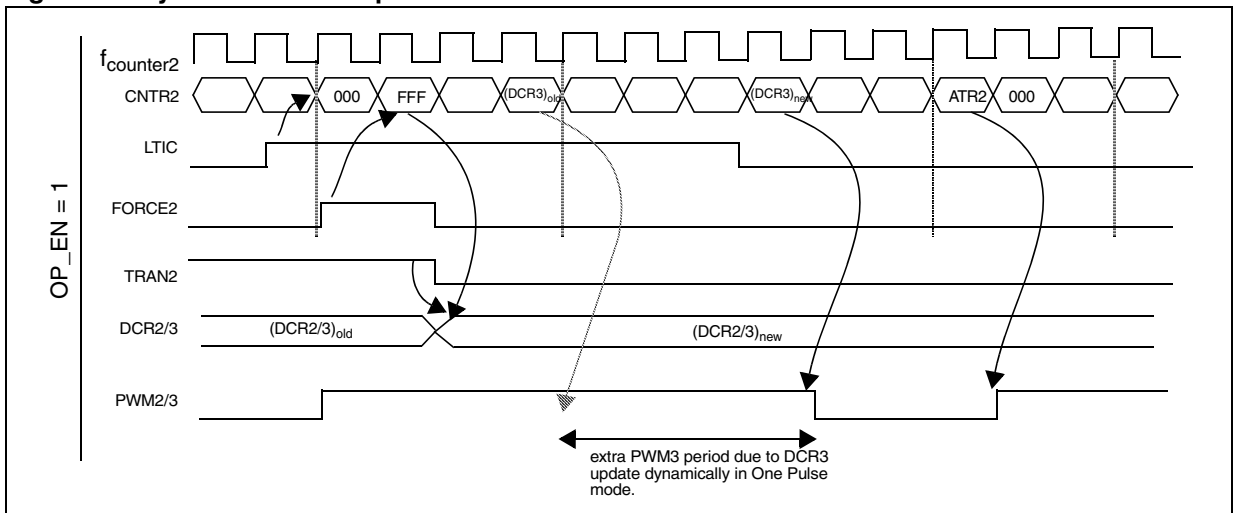 f counter2
CNTR2
000
FFF
(DCR3)old
(DCR3)new
ATR2
000
LTIC
FORCE2
OP_EN = 1
TRAN2
DCR2/3
(DCR2/3)old
(DCR2/3)new
PWM2/3
extra PWM3 period due to DCR3
update dynamically in One Pulse
mode.